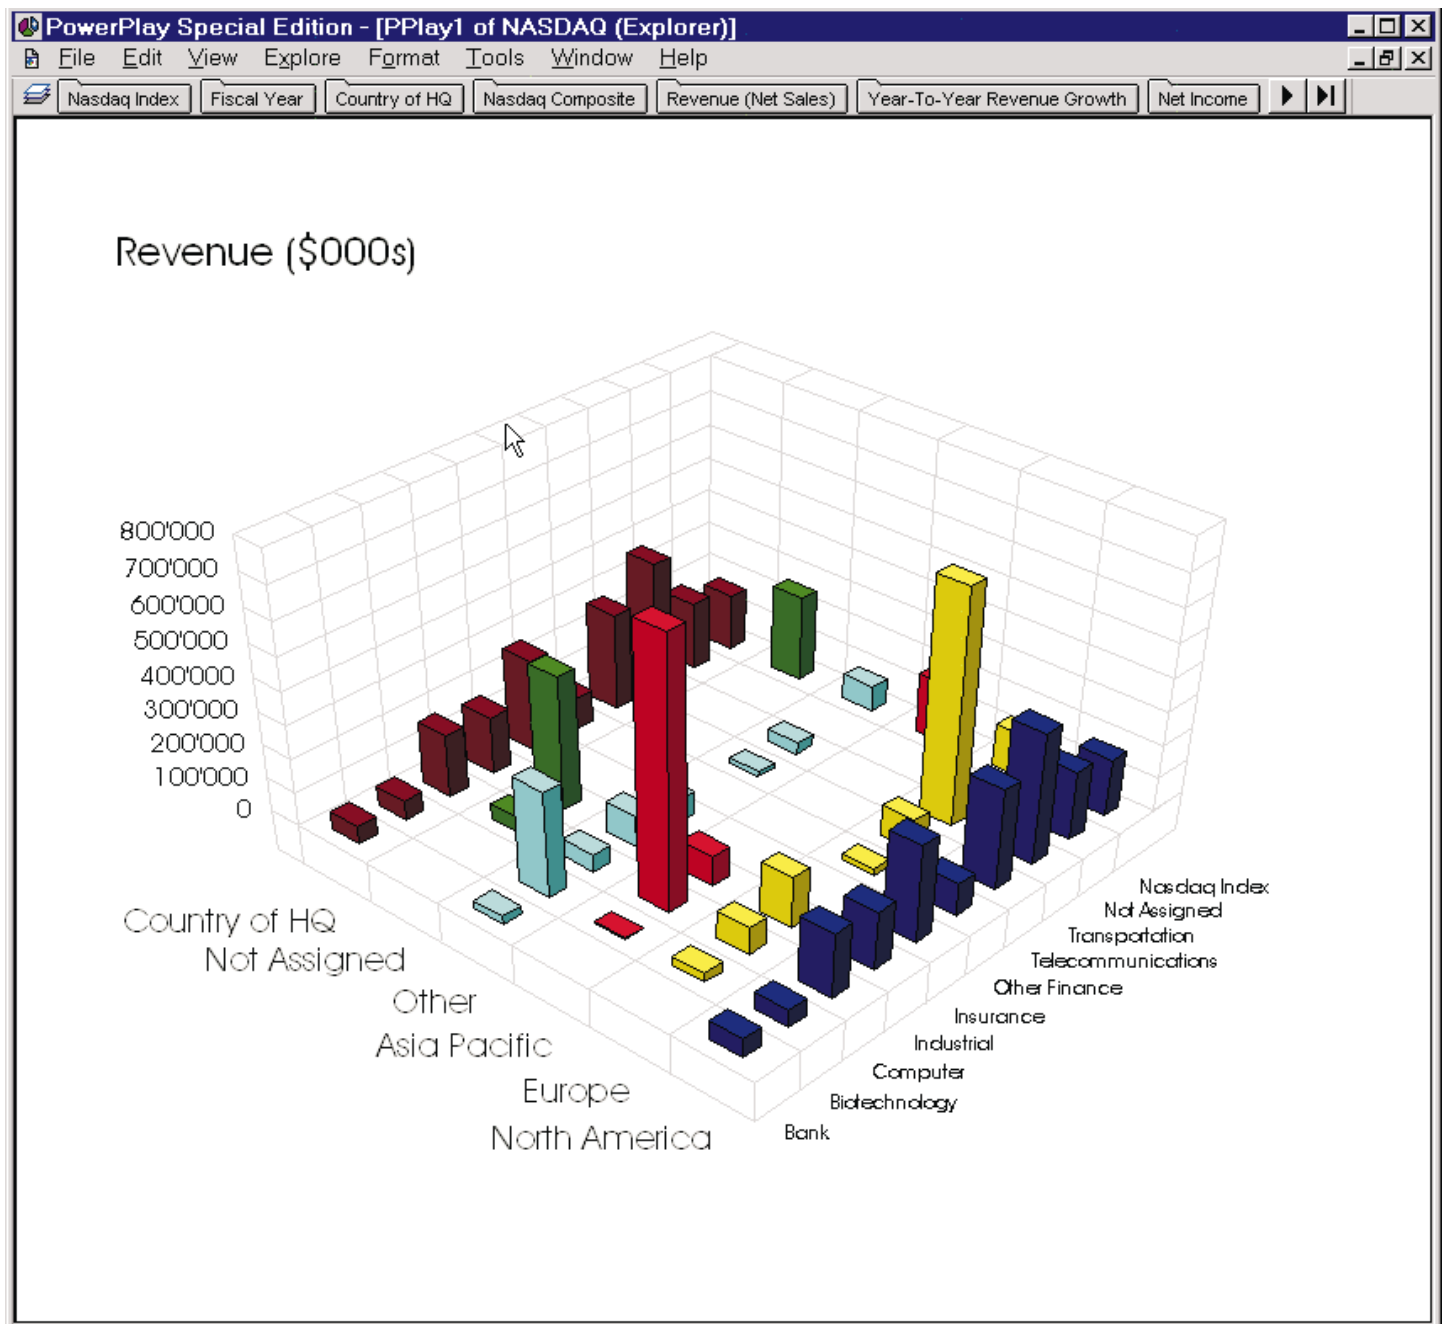 PowerPlay Special Edition - [PPlay1 of NASDAQ (Explorer)]
File Edit View Explore Format Tools Window Help
Nasdaq Index Fiscal Year Country of HQ Nasdaq Composite Revenue (Net Sales) Year-To-Year Revenue Growth Net Income
Revenue ($000s)
800'000
700'000
600'000
500'000
400'000
300'000
200'000
100'000
0
Country of HQ
Not Assigned
Other
Asia Pacific
Europe
North America
Nasdaq Index
Not Assigned
Transportation
Telecommunications
Other Finance
Insurance
Industrial
Computer
Biotechnology
Bank